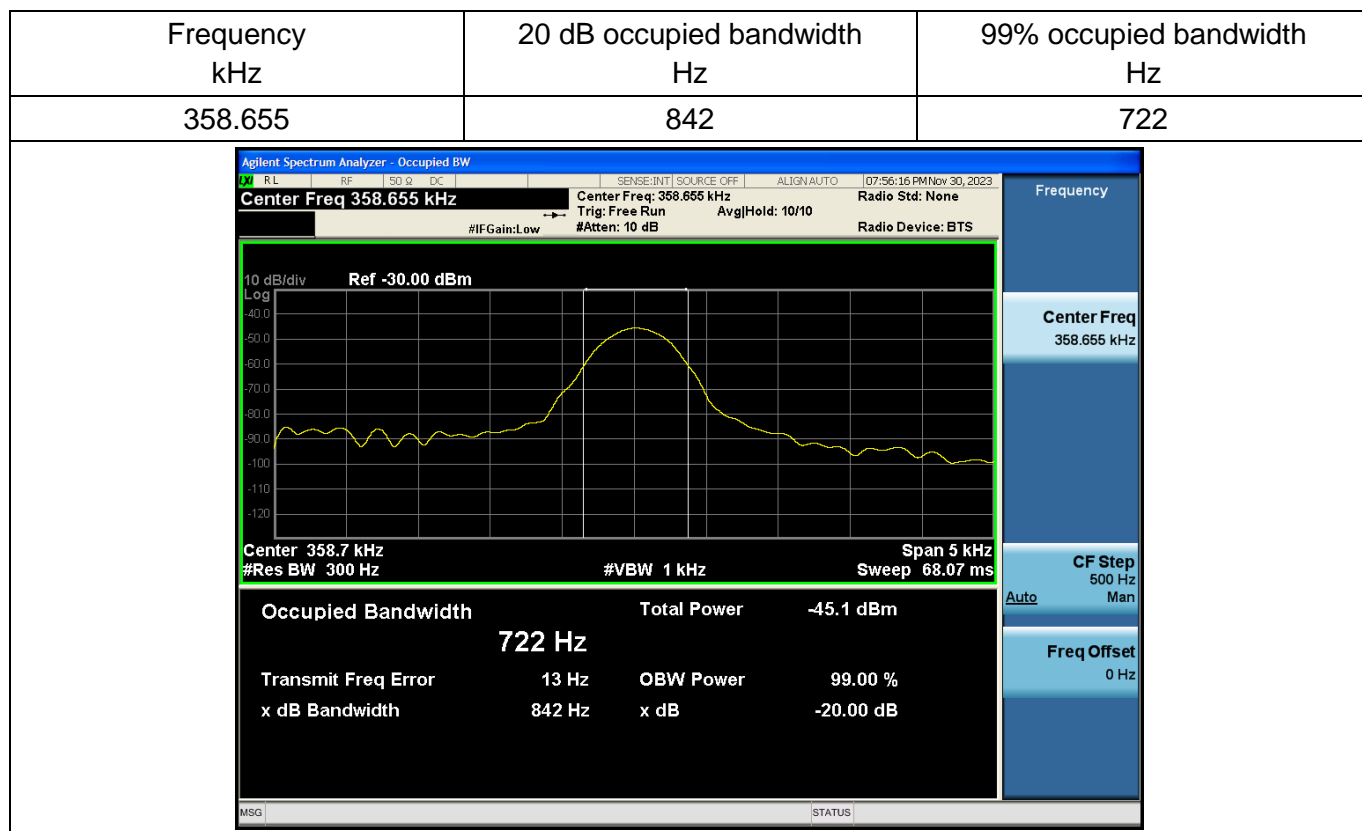 Frequency kHz 20 dB occupied bandwidth Hz 99% occupied bandwidth Hz
358.655 842 722
Agilent Spectrum Analyzer - Occupied BW
LXI RL RF 50 Ω DC SENSE:INT SOURCE OFF ALIGN AUTO 07:56:16 PM Nov 30, 2023
Center Freq 358.655 kHz Center Freq: 358.655 kHz Radio Std: None
Trig: Free Run Avg|Hold: 10/10
#IFGain:Low #Atten: 10 dB Radio Device: BTS
10 dB/div Ref -30.00 dBm
Log
-40.0
-50.0
-60.0
-70.0
-80.0
-90.0
-100
-110
-120
Center 358.7 kHz Span 5 kHz
#Res BW 300 Hz #VBW 1 kHz Sweep 68.07 ms
Occupied Bandwidth Total Power -45.1 dBm
722 Hz
Transmit Freq Error 13 Hz OBW Power 99.00 %
x dB Bandwidth 842 Hz x dB -20.00 dB
MSG STATUS
Frequency
Center Freq
358.655 kHz
CF Step
500 Hz
Auto Man
Freq Offset
0 Hz